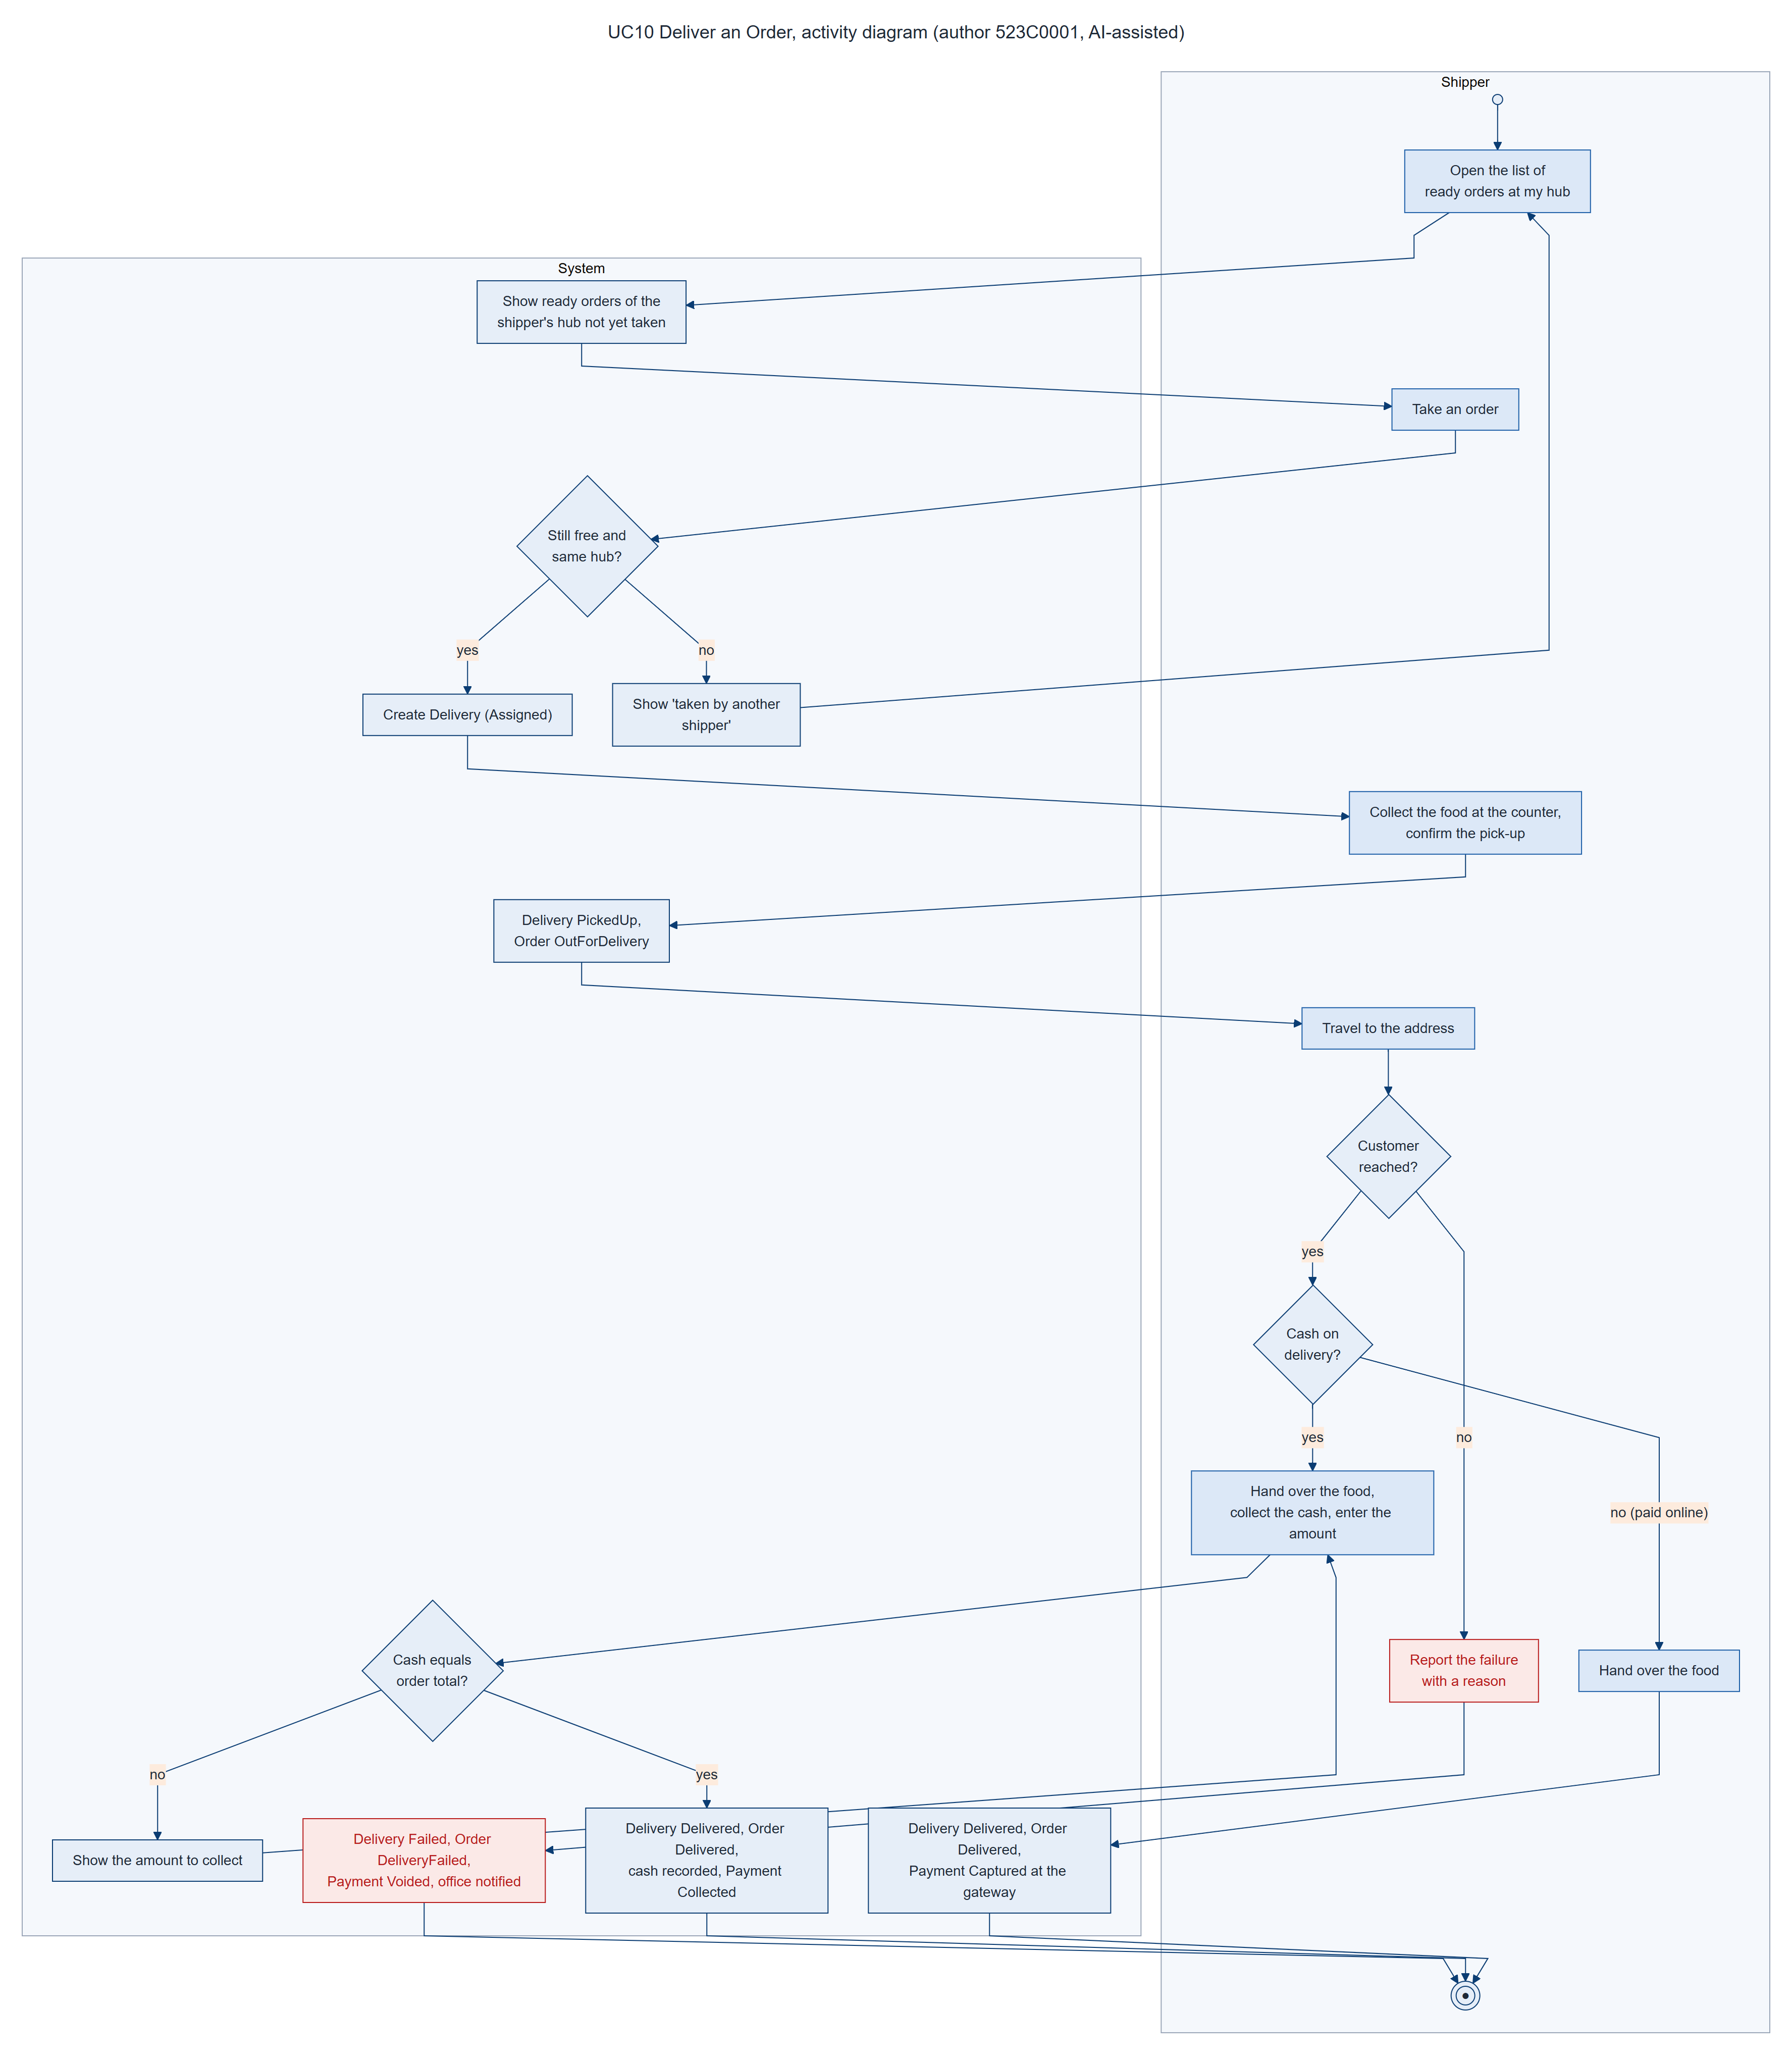 UC10 Deliver an Order, activity diagram (author 523C0001, AI-assisted)
Shipper
Open the list of
ready orders at my hub
System
Show ready orders of the
shipper's hub not yet taken
Take an order
Still free and
same hub?
yes
no
Create Delivery (Assigned)
Show 'taken by another
shipper'
Collect the food at the counter,
confirm the pick-up
Delivery PickedUp,
Order OutForDelivery
Travel to the address
Customer
reached?
yes
Cash on
delivery?
yes
no
Hand over the food,
collect the cash, enter the
amount
no (paid online)
Cash equals
order total?
Report the failure
with a reason
Hand over the food
no
yes
Show the amount to collect
Delivery Failed, Order
DeliveryFailed,
Payment Voided, office notified
Delivery Delivered, Order
Delivered,
cash recorded, Payment
Collected
Delivery Delivered, Order
Delivered,
Payment Captured at the
gateway